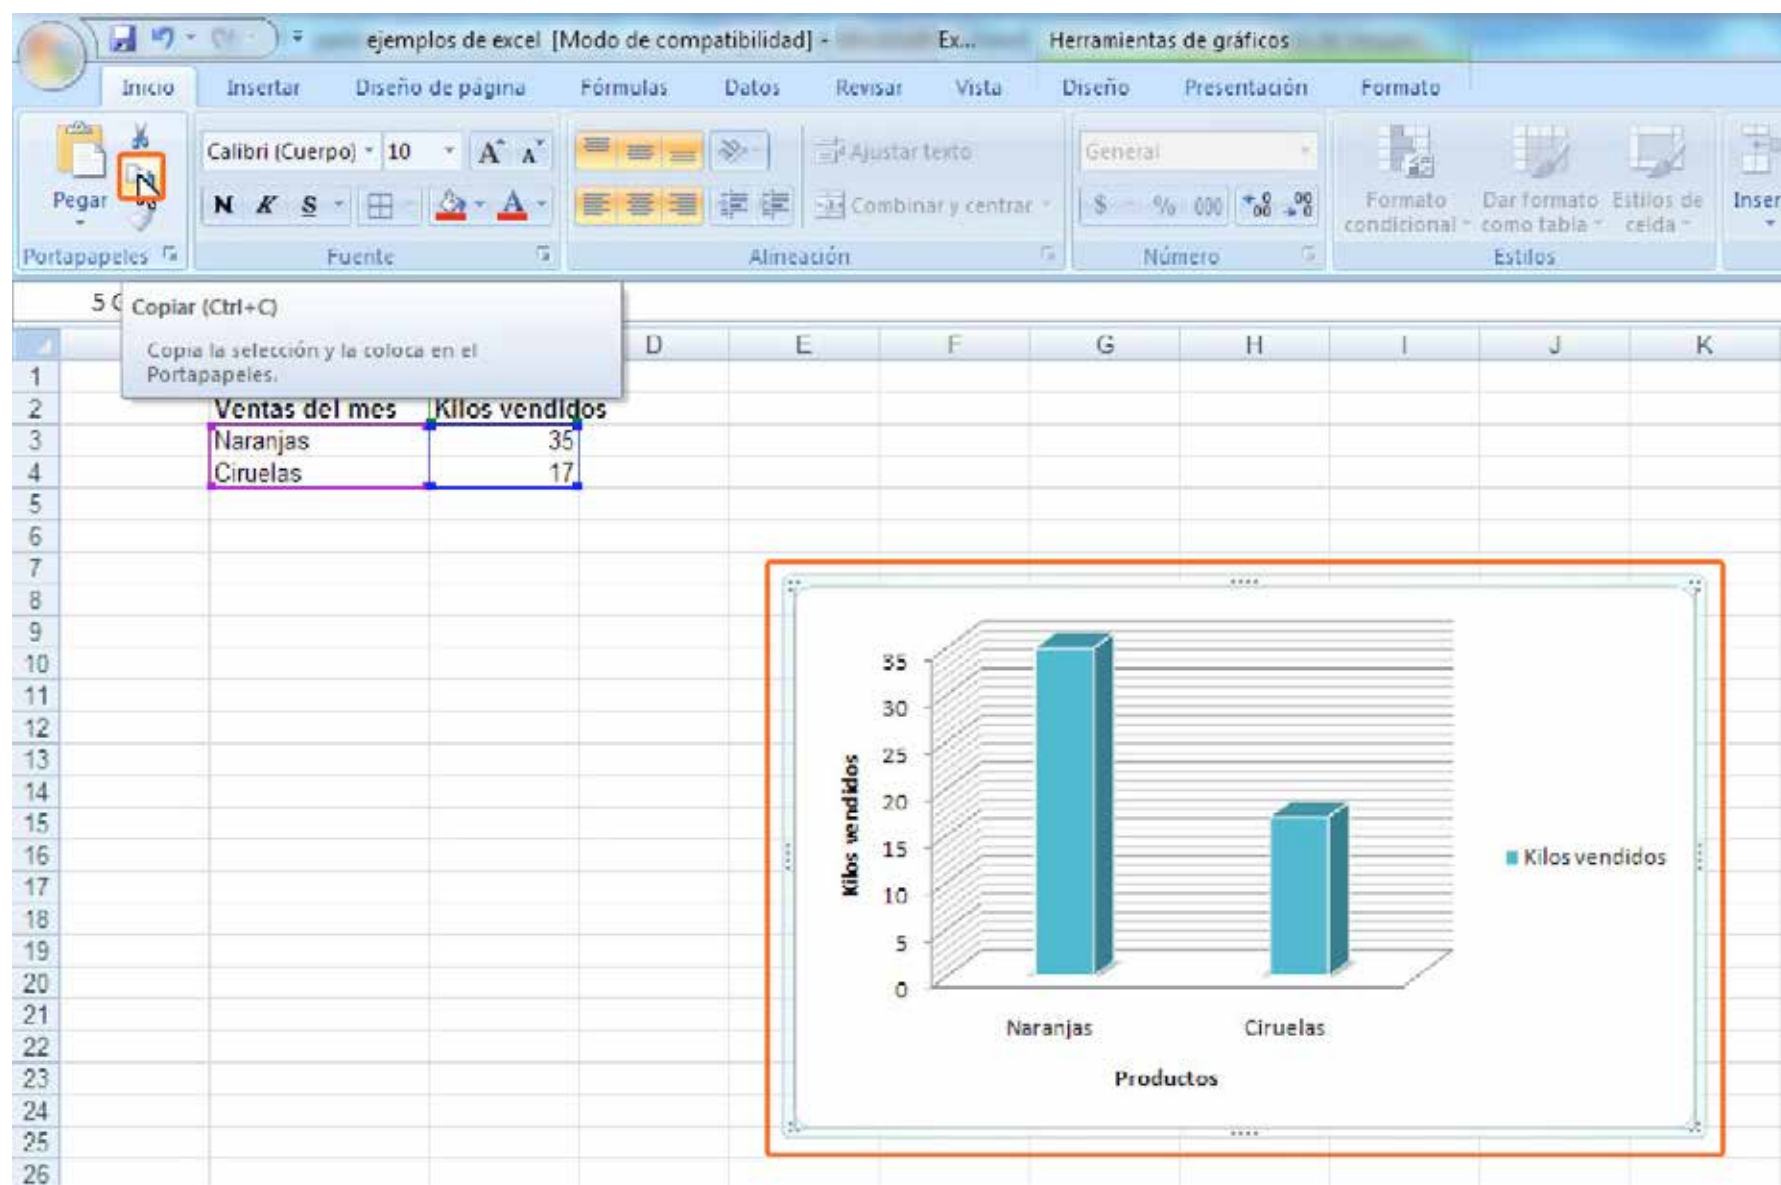 ejemplos de excel [Modo de compatibilidad] - Ex... Herramientas de gráficos
Inicio Insertar Diseño de página Fórmulas Datos Revisar Vista Diseño Presentación Formato
Pegar
Portapapeles
Calibri (Cuerpo) 10 A A
N K S A
Fuente
Ajustar texto
Combinar y centrar
Alineación
General
$ % 000
Número
Formato condicional
Dar formato como tabla
Estilos de celda
Estilos
Inser
5 G
Copiar (Ctrl+C)
Copia la selección y la coloca en el
Portapapeles.
D E F G H I J K
1
2 Ventas del mes Kilos vendidos
3 Naranjas 35
4 Ciruelas 17
5
6
7
8
9
10
11
12
13
14
15
16
17
18
19
20
21
22
23
24
25
26
35
30
25
20
15
10
5
0
Kilos vendidos
Naranjas Ciruelas
Productos
Kilos vendidos